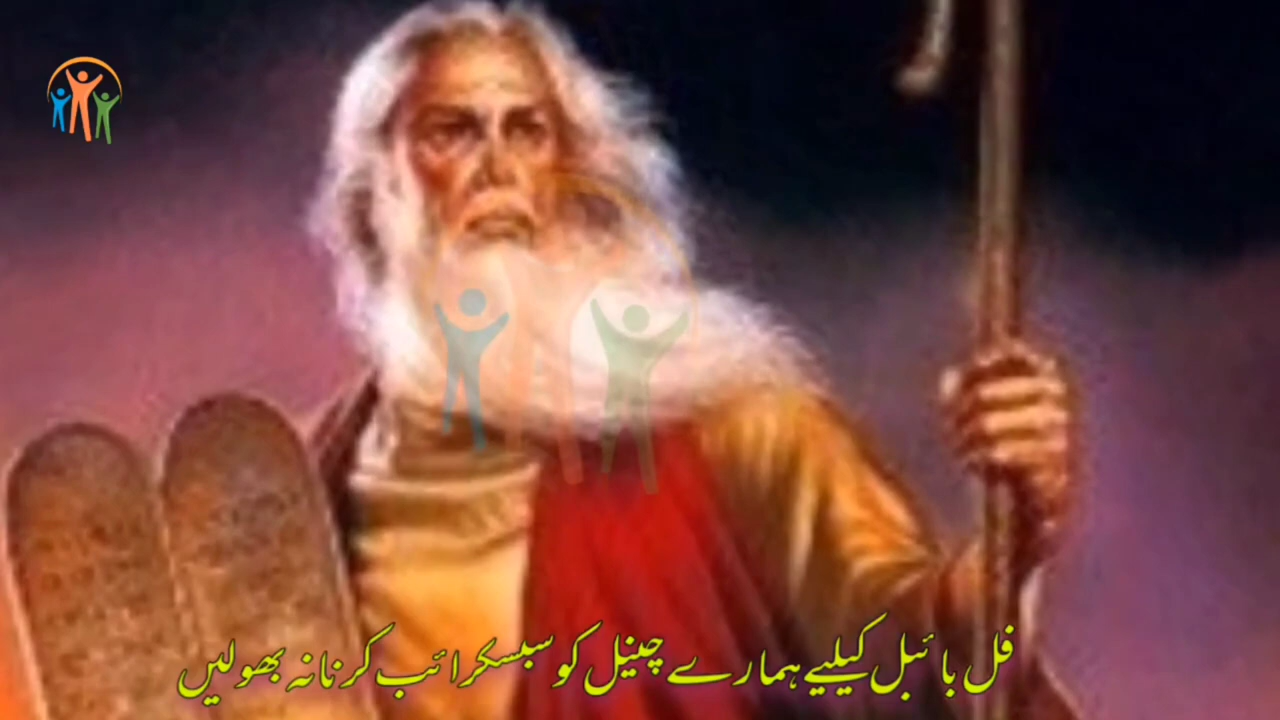 فل بائبل کیلیے ہمارے چینل کو سبسکرائب کرنا نہ بھولیں